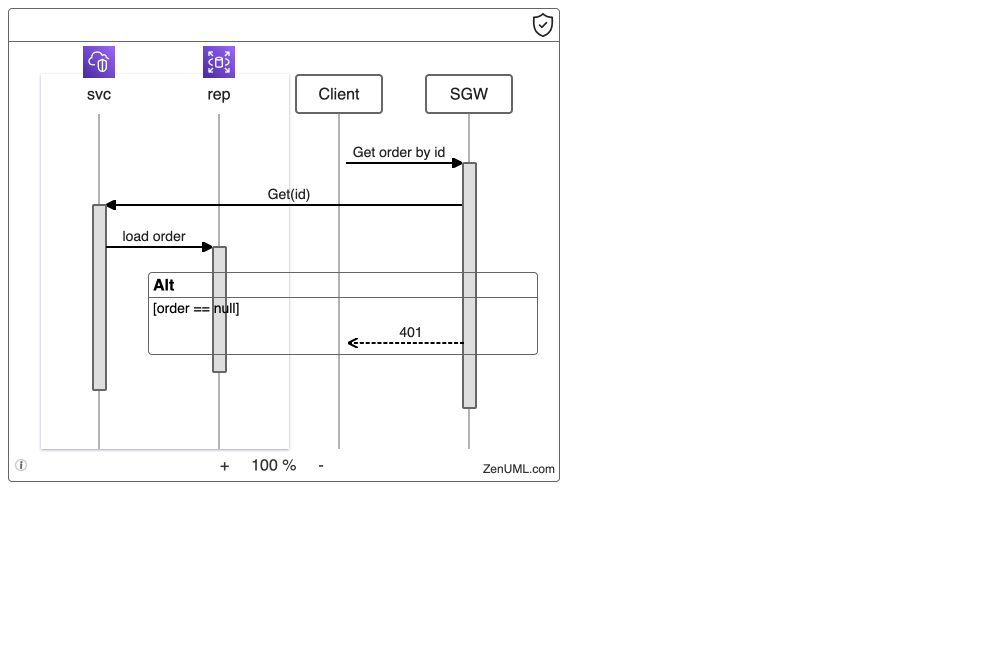 svc
rep
Client
SGW
Get order by id
Get(id)
load order
Alt
[order == null]
401
+ 100 % -
ZenUML.com